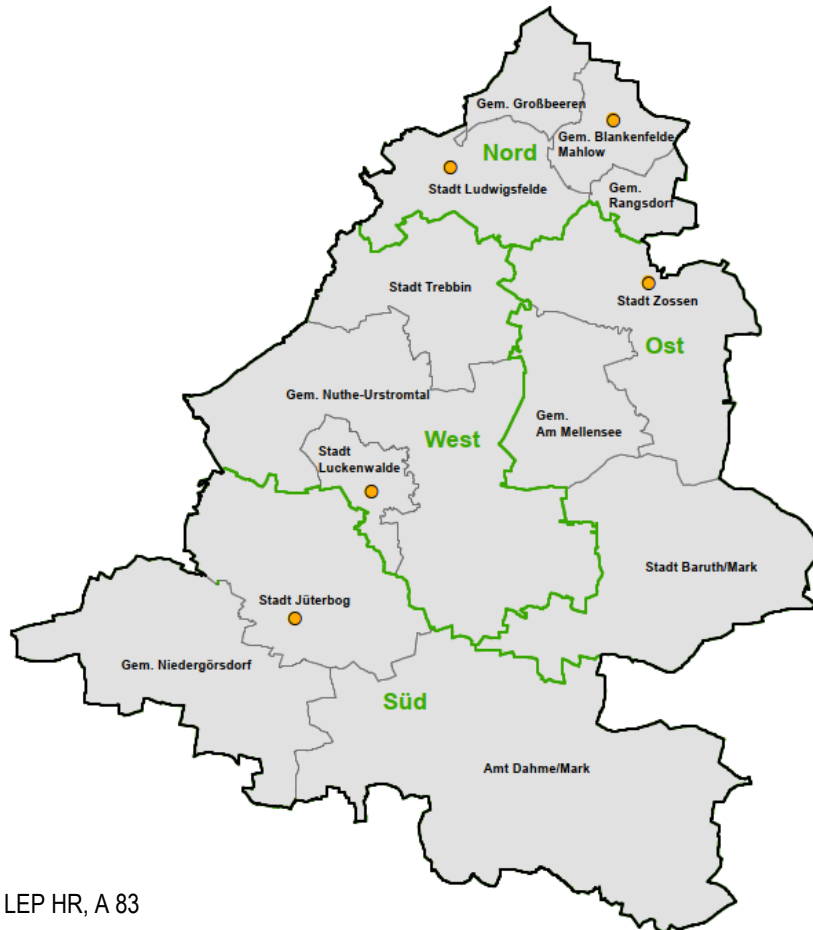 Gem. Großbeeren
Gem. Blankenfelde
Mahlow
Nord
Stadt Ludwigsfelde
Gem.
Rangsdorf
Stadt Trebbin
Stadt Zossen
Ost
Gem. Nuthe-Urstromtal
Gem.
Am Mellensee
West
Stadt
Luckenwalde
Stadt Baruth/Mark
Stadt Jüterbog
Gem. Niedergörsdorf
Süd
Amt Dahme/Mark
LEP HR, A 83